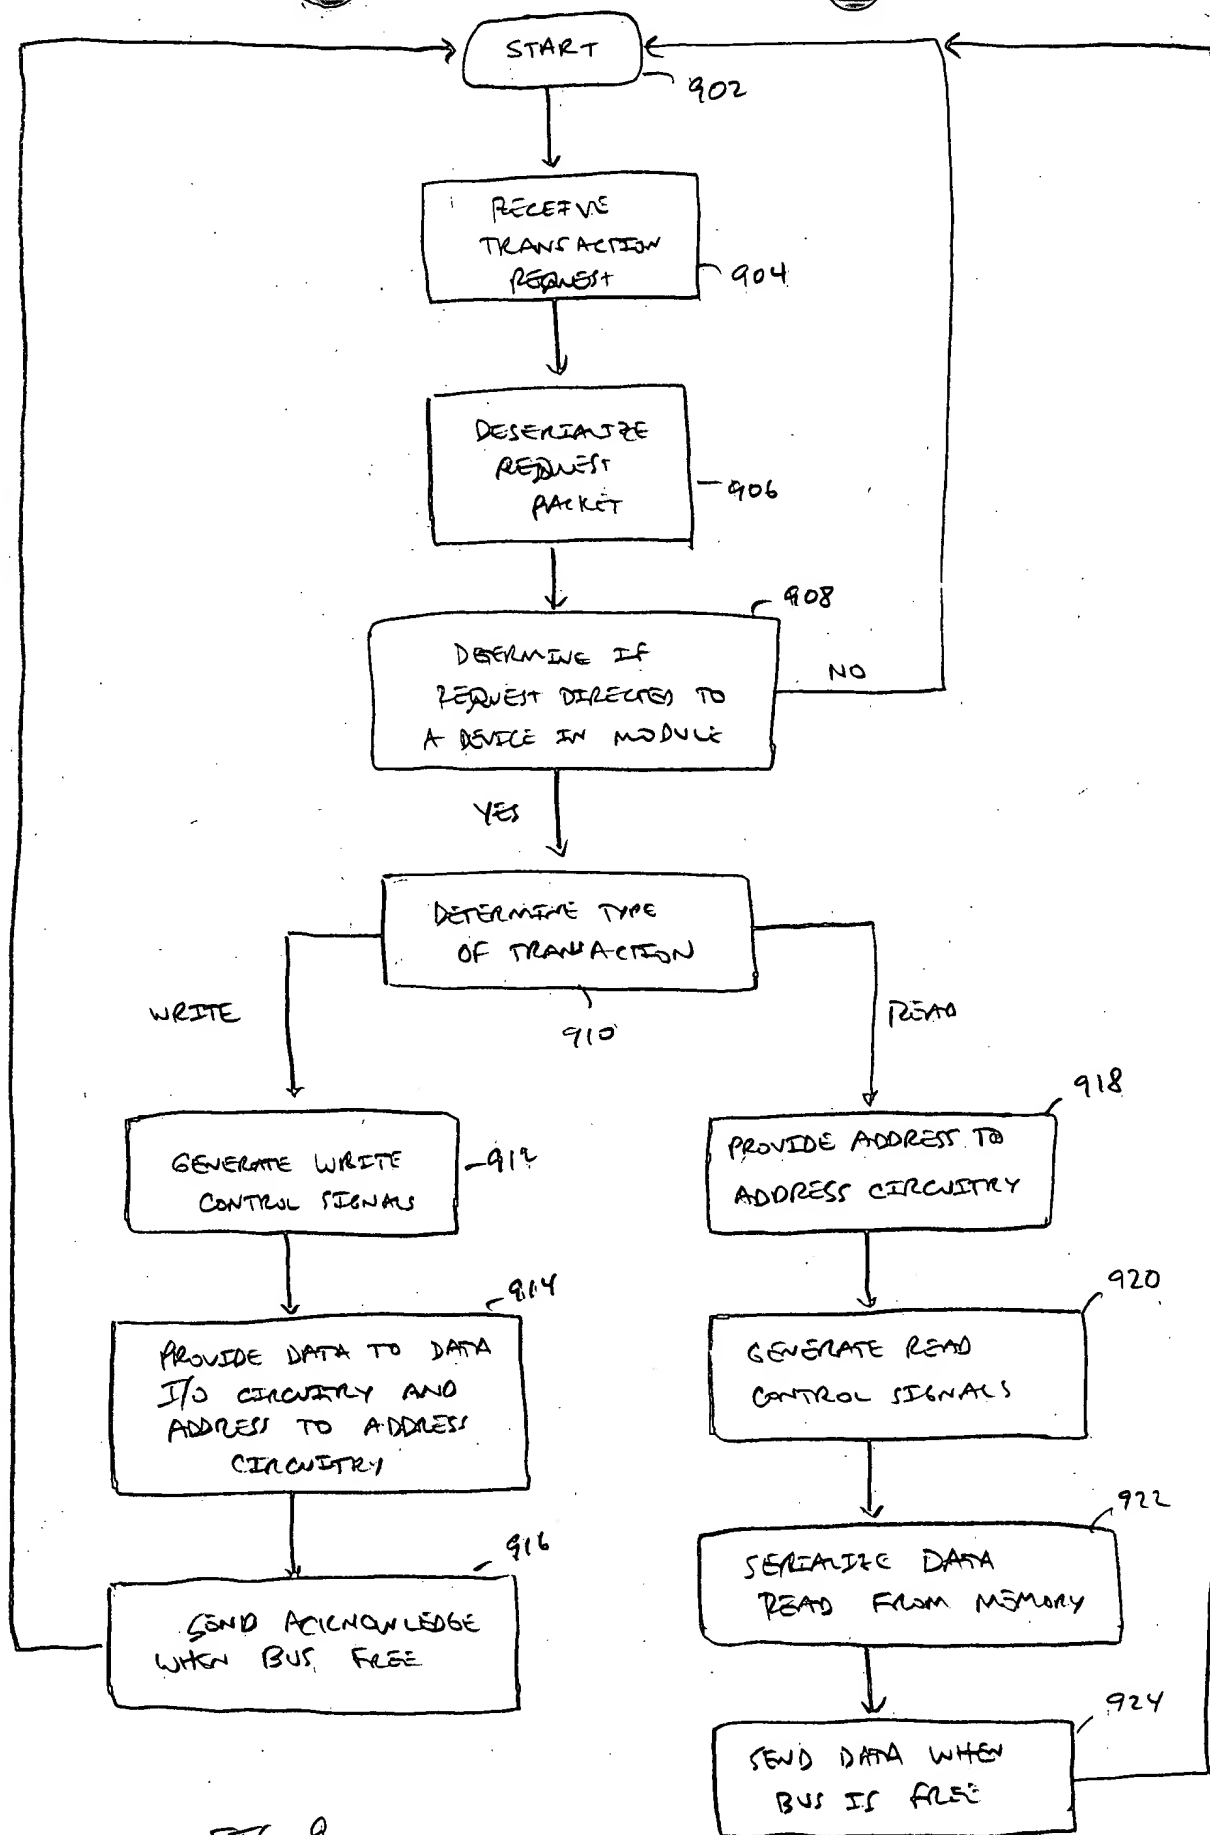 START
902
RECEIVE
TRANSACTION
REQUEST
904
DESERIALIZE
REQUEST
PACKET
906
908
DETERMINE IF
REQUEST DIRECTED TO
A DEVICE IN MODULE
NO
YES
DETERMINE TYPE
OF TRANSACTION
910
WRITE
READ
GENERATE WRITE
CONTROL SIGNALS
912
918
PROVIDE ADDRESS TO
ADDRESS CIRCUITRY
914
PROVIDE DATA TO DATA
I/O CIRCUITRY AND
ADDRESS TO ADDRESS
CIRCUITRY
920
GENERATE READ
CONTROL SIGNALS
916
SEND ACKNOWLEDGE
WHEN BUS FREE
922
SERIALIZE DATA
READ FROM MEMORY
924
SEND DATA WHEN
BUS IS FREE
FIG 9